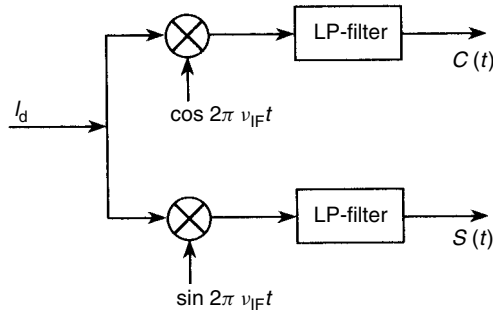 LP-filter
C (t)
cos 2π ν_IF t
I_d
LP-filter
S (t)
sin 2π ν_IF t